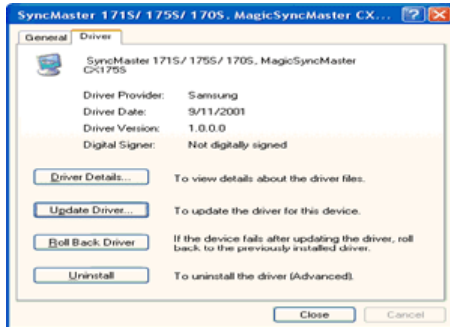 SyncMaster 171S/ 175S/ 170S, MagicSyncMaster CX...
General
Driver
SyncMaster 171S/ 175S/ 170S, MagicSyncMaster
CX175S
Driver Provider: Samsung
Driver Date: 9/11/2001
Driver Version: 1.0.0.0
Digital Signer: Not digitally signed
Driver Details... To view details about the driver files.
Update Driver... To update the driver for this device.
Roll Back Driver If the device fails after updating the driver, roll
back to the previously installed driver.
Uninstall To uninstall the driver (Advanced).
Close Cancel